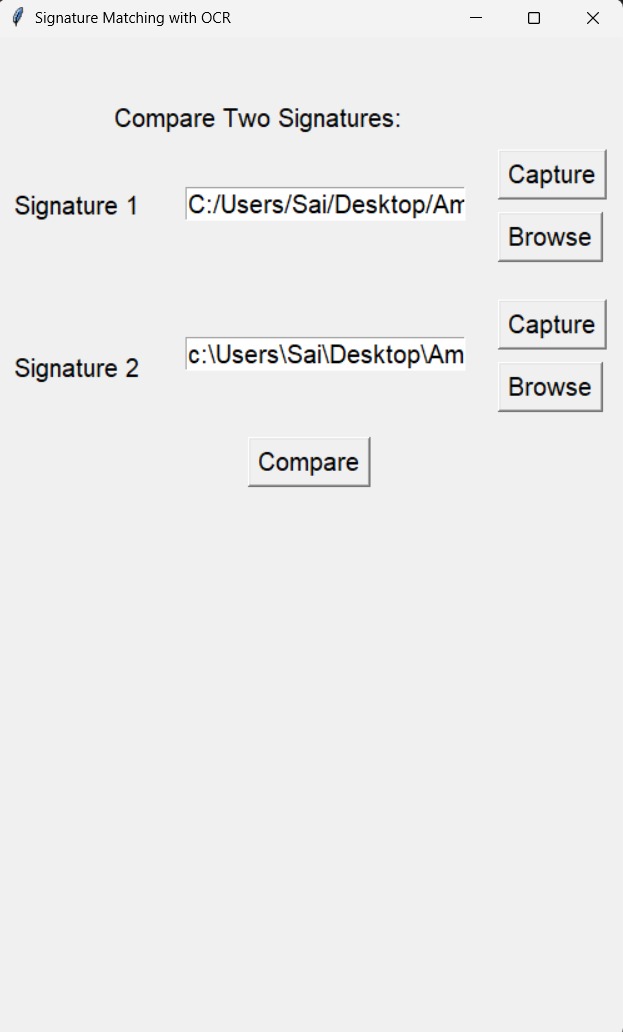 Signature Matching with OCR
Compare Two Signatures:
Capture
Signature 1 C:/Users/Sai/Desktop/Am
Browse
Capture
Signature 2 c:\Users\Sai\Desktop\Am
Browse
Compare